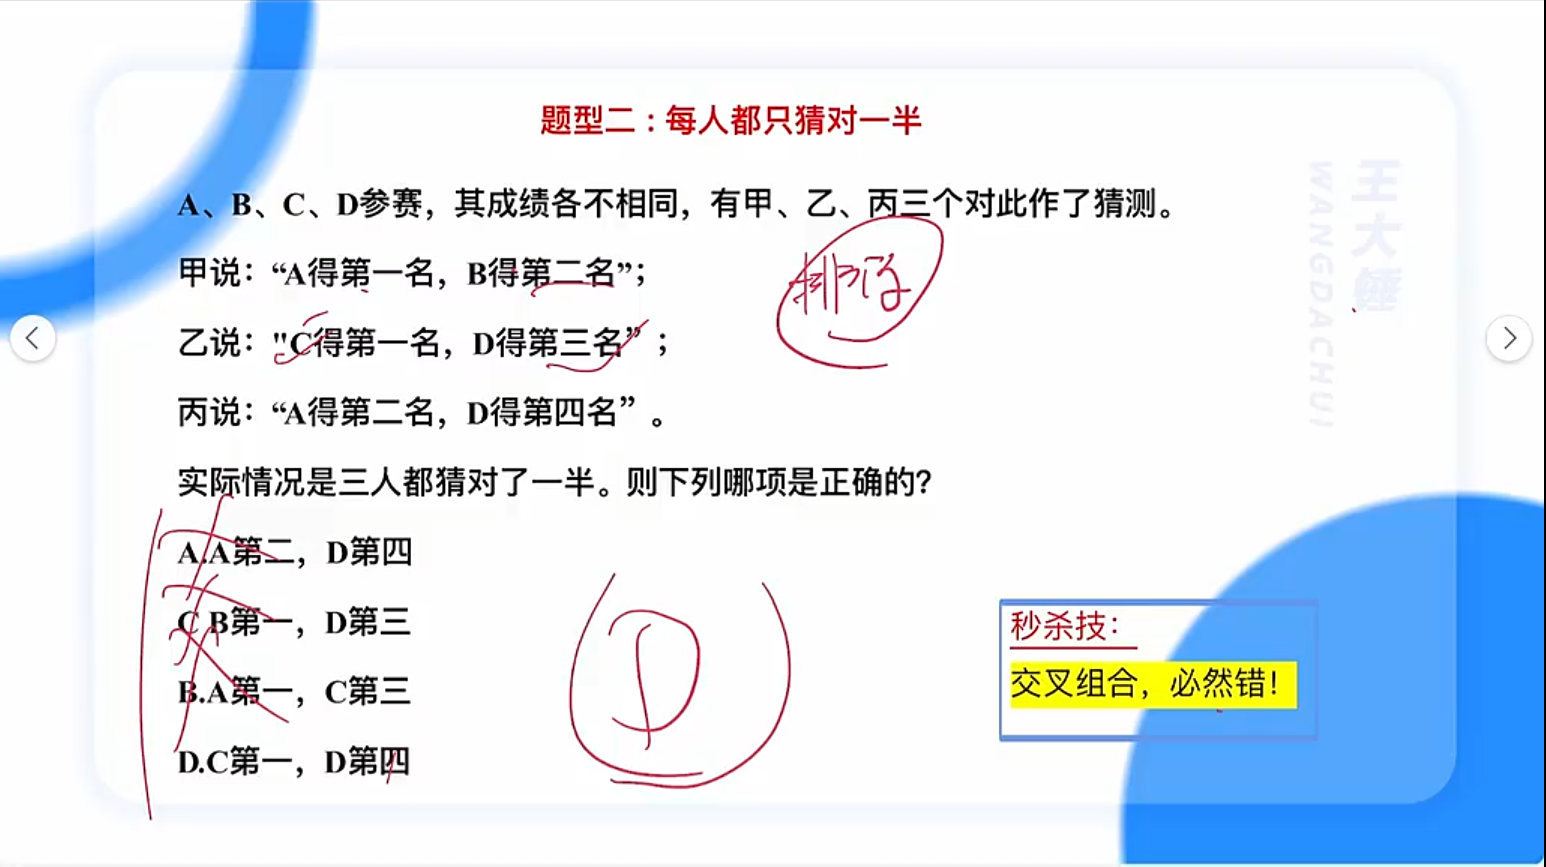 题型二：每人都只猜对一半
A、B、C、D参赛，其成绩各不相同，有甲、乙、丙三个对此作了猜测。
甲说：“A得第一名，B得第二名”；
乙说："C得第一名，D得第三名”；
丙说：“A得第二名，D得第四名”。
实际情况是三人都猜对了一半。则下列哪项是正确的?
A.A第二，D第四
C B第一，D第三
B.A第一，C第三
D.C第一，D第四
D
秒杀技：
交叉组合，必然错！
王大锤
WANGDACHUI